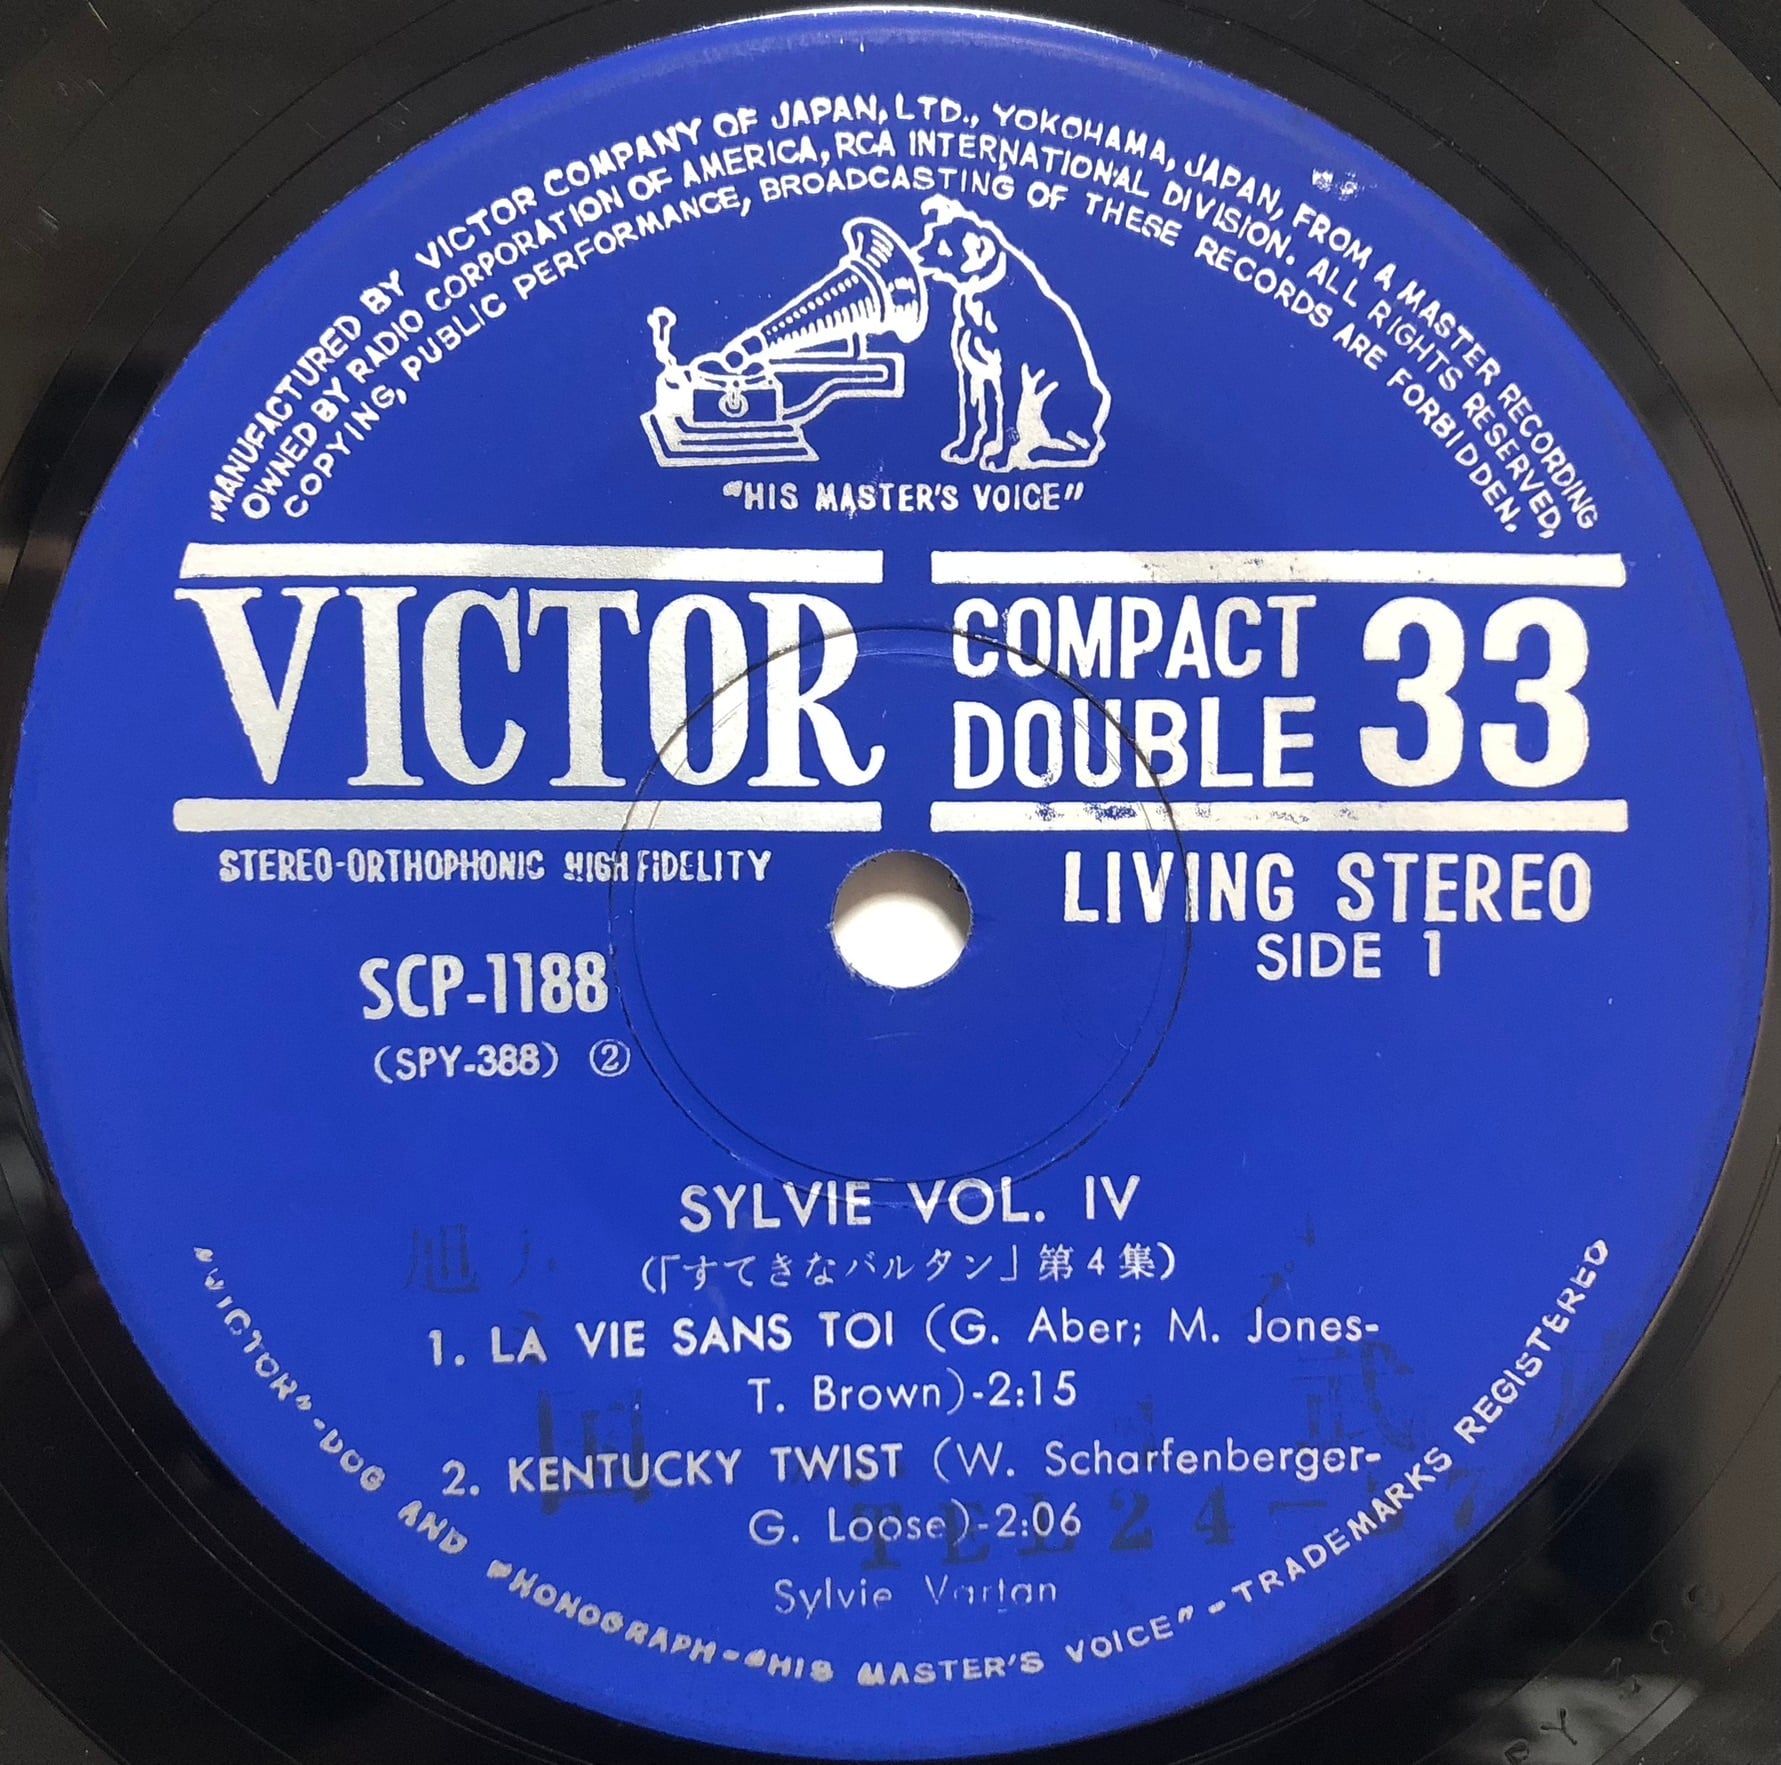 MANUFACTURED BY VICTOR COMPANY OF JAPAN, LTD., YOKOHAMA, JAPAN, FROM A MASTER RECORDING
OWNED BY RADIO CORPORATION OF AMERICA, RCA INTERNATIONAL DIVISION. ALL RIGHTS RESERVED,
COPYING, PUBLIC PERFORMANCE, BROADCASTING OF THESE RECORDS ARE FORBIDDEN.
"HIS MASTER'S VOICE"
VICTOR
COMPACT
DOUBLE
33
STEREO-ORTHOPHONIC HIGH FIDELITY
LIVING STEREO
SIDE 1
SCP-1188
(SPY-388) ②
SYLVIE VOL. IV
(「すてきなバルタン」第4集)
1. LA VIE SANS TOI (G. Aber; M. Jones-
T. Brown)-2:15
2. KENTUCKY TWIST (W. Scharfenberger-
G. Loose)-2:06
Sylvie Vartan
"VICTOR"-DOG AND PHONOGRAPH-"HIS MASTER'S VOICE"-TRADEMARKS REGISTERED